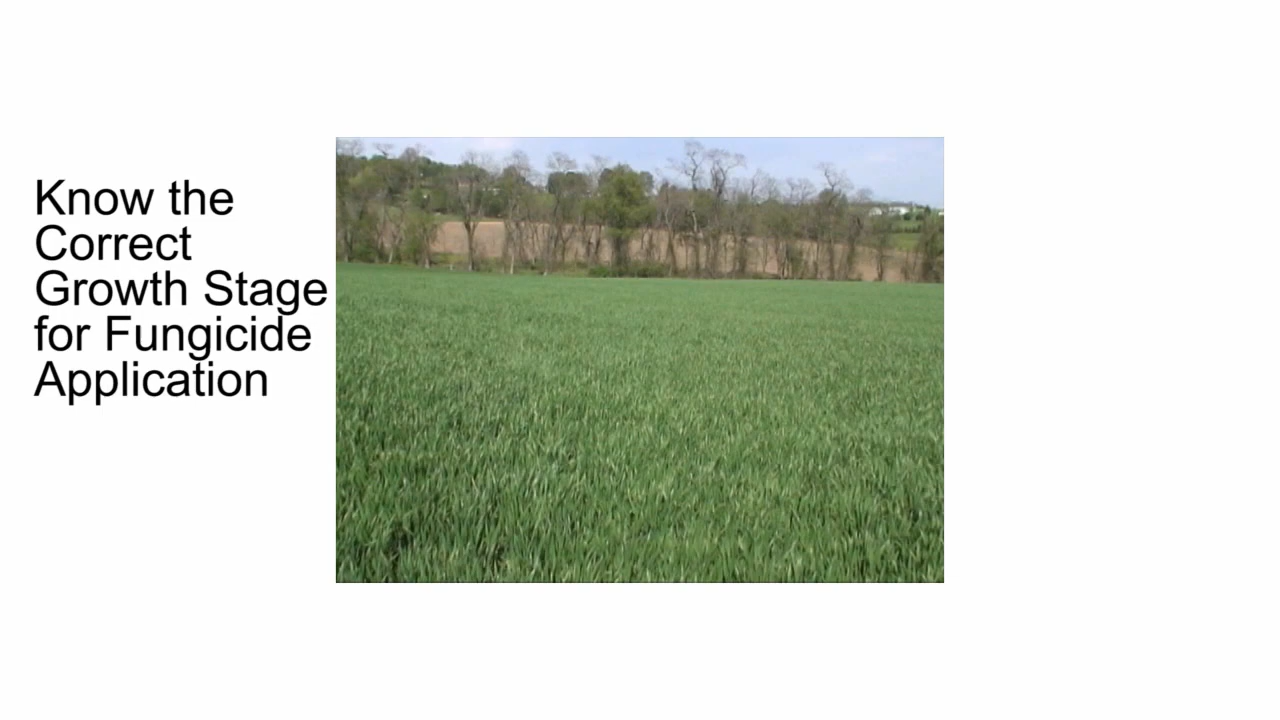 Know the
Correct
Growth Stage
for Fungicide
Application